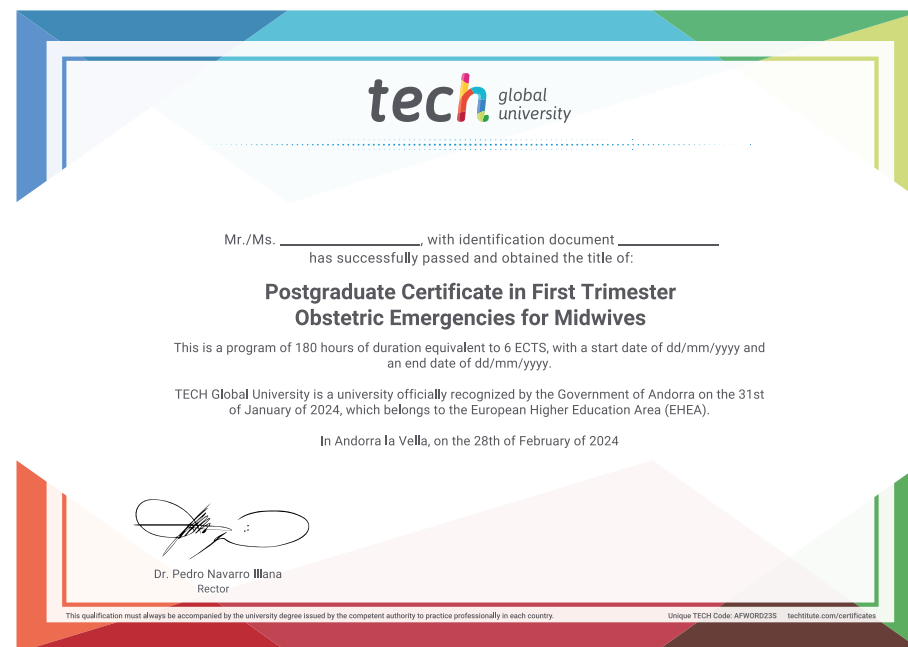 tech global
university
Mr./Ms. ____________________, with identification document ______________
has successfully passed and obtained the title of:
Postgraduate Certificate in First Trimester
Obstetric Emergencies for Midwives
This is a program of 180 hours of duration equivalent to 6 ECTS, with a start date of dd/mm/yyyy and
an end date of dd/mm/yyyy.
TECH Global University is a university officially recognized by the Government of Andorra on the 31st
of January of 2024, which belongs to the European Higher Education Area (EHEA).
In Andorra la Vella, on the 28th of February of 2024
Dr. Pedro Navarro Illana
Rector
This qualification must always be accompanied by the university degree issued by the competent authority to practice professionally in each country.
Unique TECH Code: AFWORD23S techtitute.com/certificates